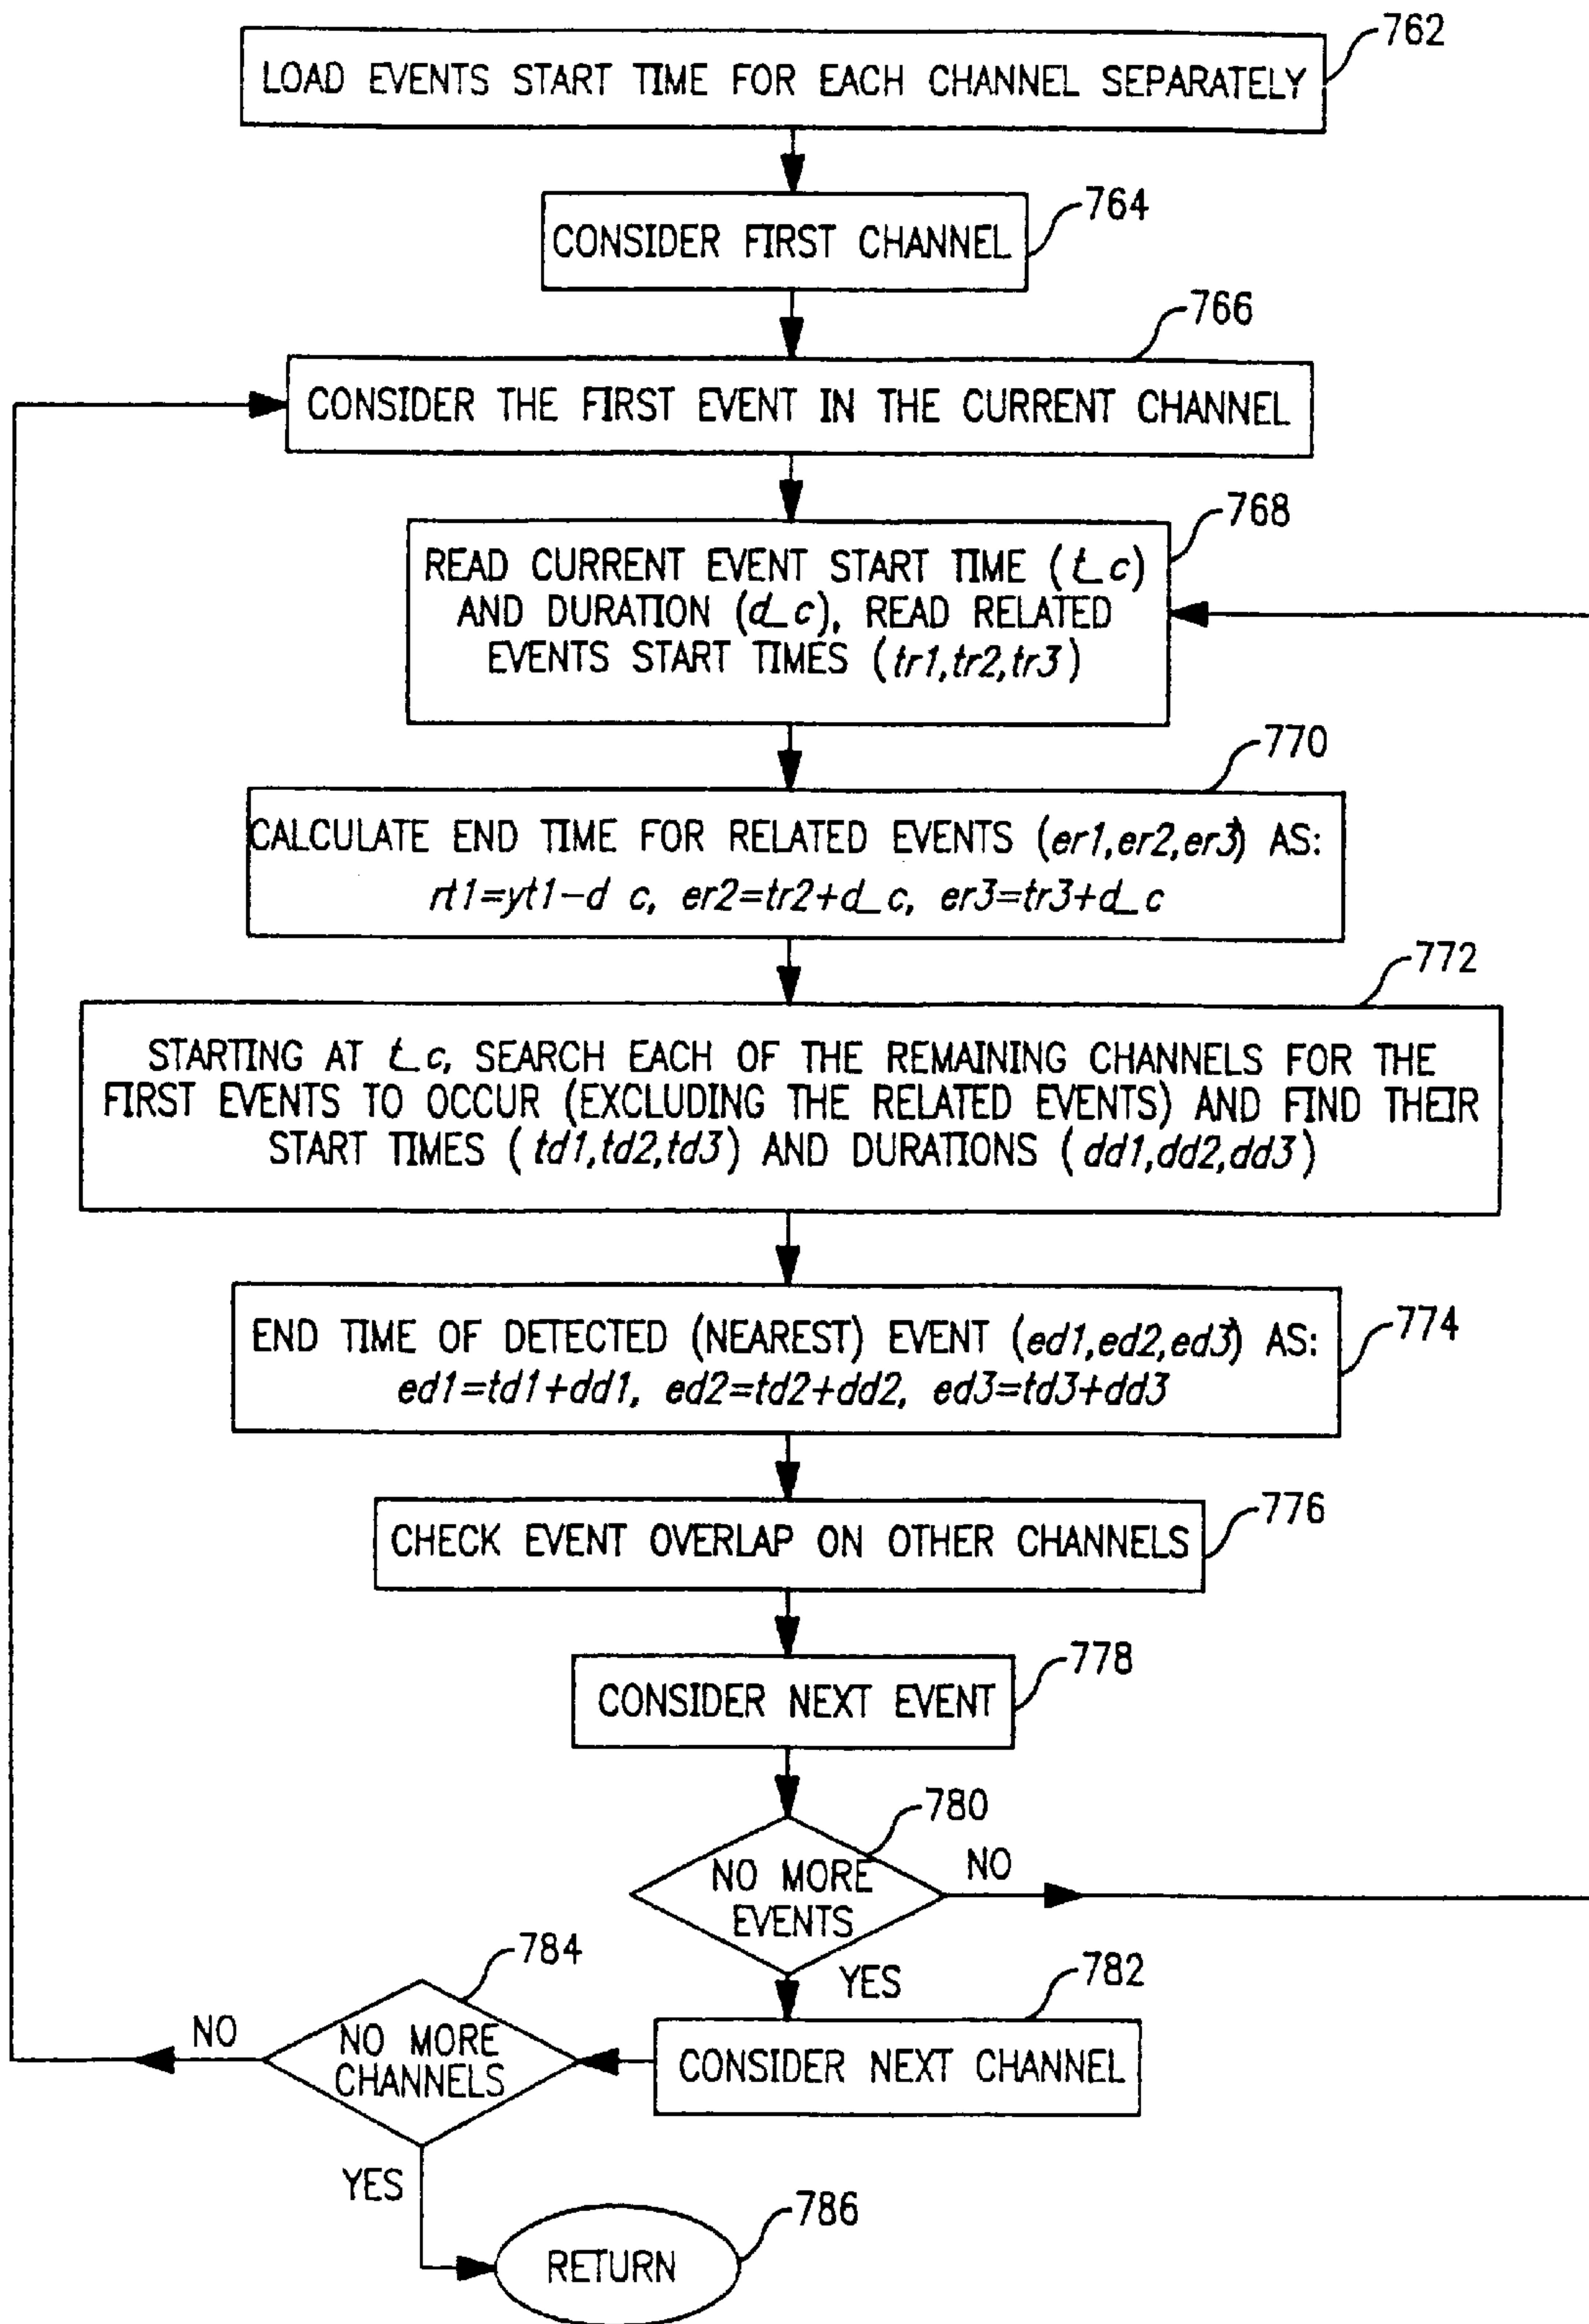 762
LOAD EVENTS START TIME FOR EACH CHANNEL SEPARATELY
764
CONSIDER FIRST CHANNEL
766
CONSIDER THE FIRST EVENT IN THE CURRENT CHANNEL
768
READ CURRENT EVENT START TIME (t_c)
AND DURATION (d_c), READ RELATED
EVENTS START TIMES (tr1,tr2,tr3)
770
CALCULATE END TIME FOR RELATED EVENTS (er1,er2,er3) AS:
rt1=yt1-d c, er2=tr2+d_c, er3=tr3+d_c
772
STARTING AT t_c, SEARCH EACH OF THE REMAINING CHANNELS FOR THE
FIRST EVENTS TO OCCUR (EXCLUDING THE RELATED EVENTS) AND FIND THEIR
START TIMES (td1,td2,td3) AND DURATIONS (dd1,dd2,dd3)
774
END TIME OF DETECTED (NEAREST) EVENT (ed1,ed2,ed3) AS:
ed1=td1+dd1, ed2=td2+dd2, ed3=td3+dd3
776
CHECK EVENT OVERLAP ON OTHER CHANNELS
778
CONSIDER NEXT EVENT
780
NO MORE
EVENTS
NO
YES
782
CONSIDER NEXT CHANNEL
784
NO MORE
CHANNELS
NO
YES
786
RETURN